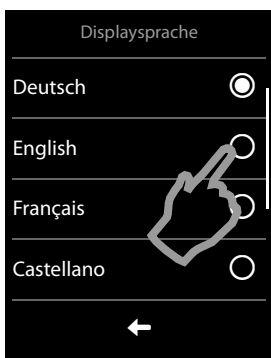 Displaysprache
Deutsch
English
Français
Castellano